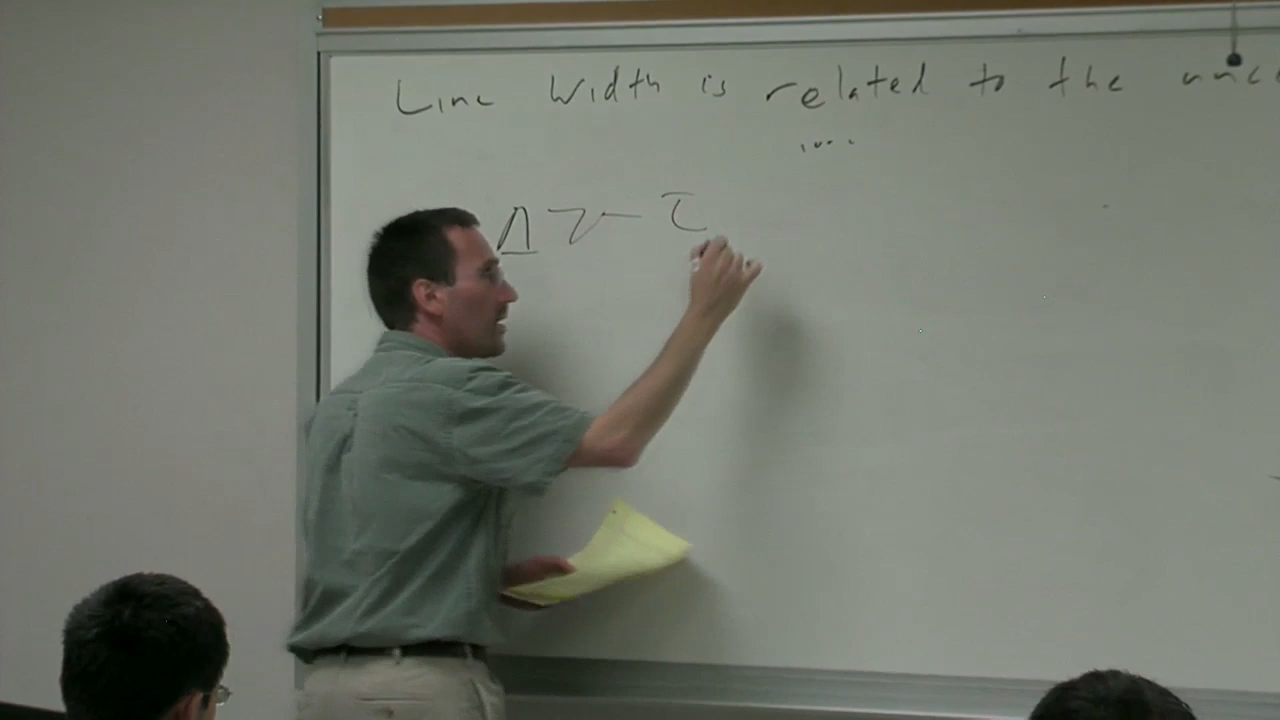 Line Width is related to the unc
Δν τ